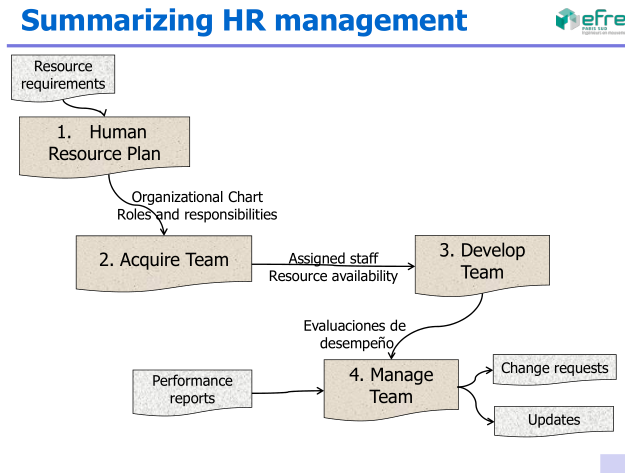 Summarizing HR management
efre
PARIS SUD
Resource
requirements
1. Human
Resource Plan
Organizational Chart
Roles and responsibilities
2. Acquire Team
Assigned staff
Resource availability
3. Develop
Team
Evaluaciones de
desempeño
4. Manage
Team
Performance
reports
Change requests
Updates